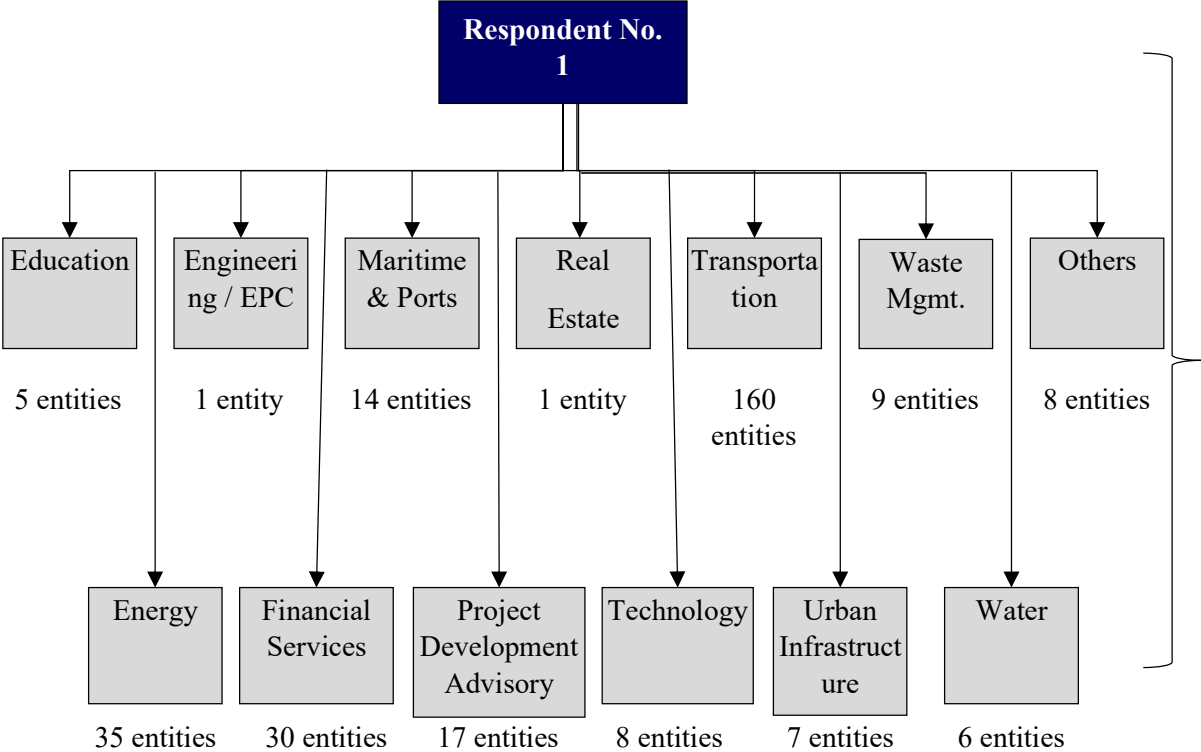 Respondent No.
1
Education
Engineeri
ng / EPC
Maritime
& Ports
Real
Estate
Transporta
tion
Waste
Mgmt.
Others
5 entities
1 entity
14 entities
1 entity
160
entities
9 entities
8 entities
Energy
Financial
Services
Project
Development
Advisory
Technology
Urban
Infrastruct
ure
Water
35 entities
30 entities
17 entities
8 entities
7 entities
6 entities